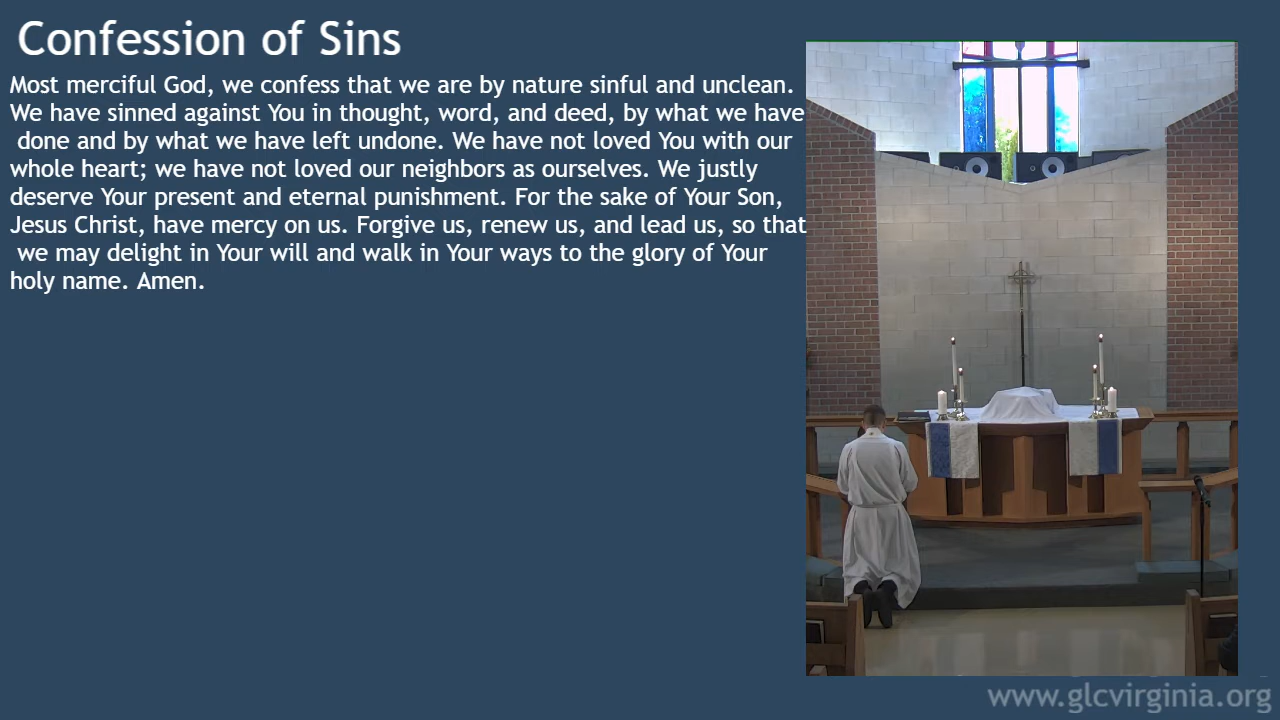 Confession of Sins
Most merciful God, we confess that we are by nature sinful and unclean.
We have sinned against You in thought, word, and deed, by what we have
done and by what we have left undone. We have not loved You with our
whole heart; we have not loved our neighbors as ourselves. We justly
deserve Your present and eternal punishment. For the sake of Your Son,
Jesus Christ, have mercy on us. Forgive us, renew us, and lead us, so that
we may delight in Your will and walk in Your ways to the glory of Your
holy name. Amen.
www.glcvirginia.org